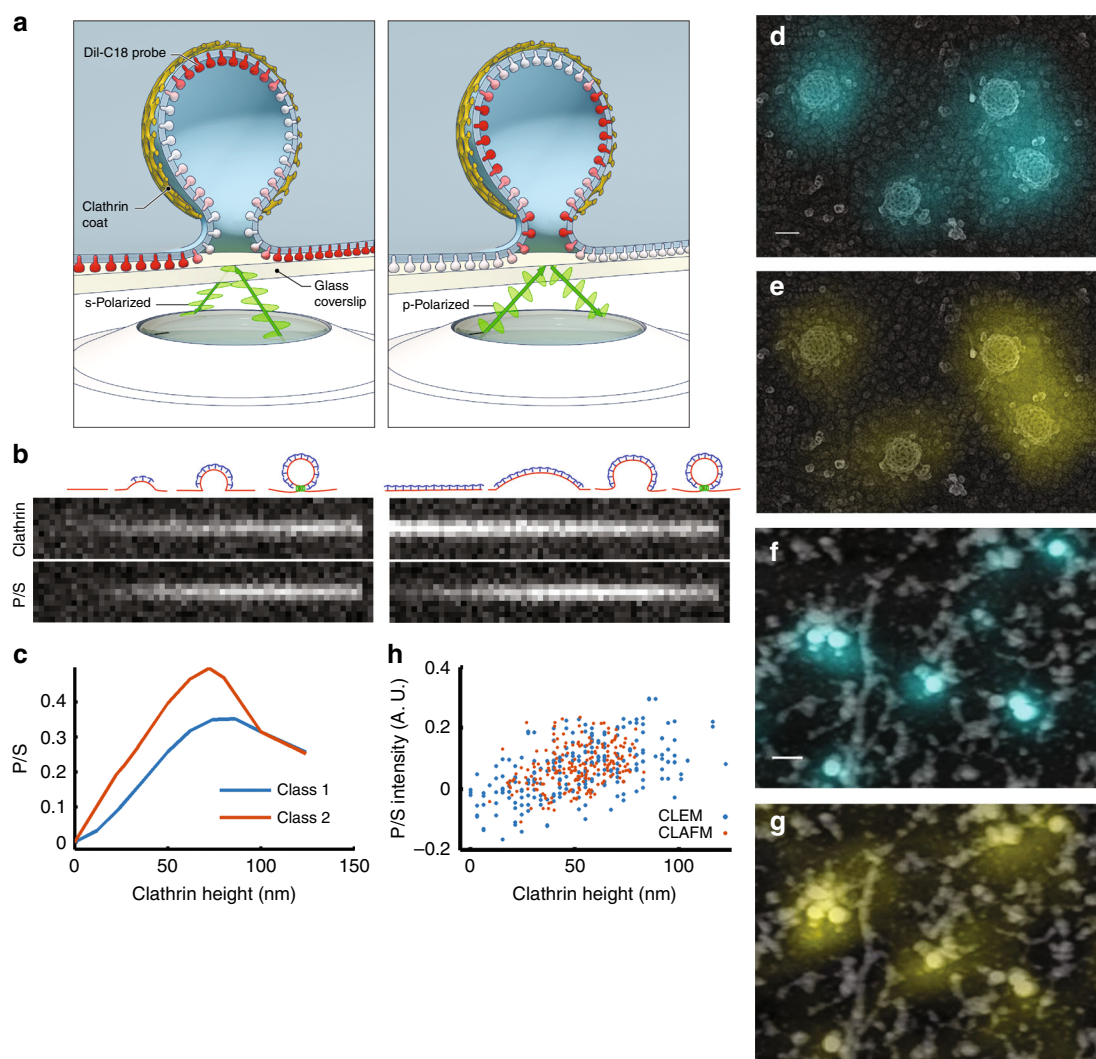 a
Dil-C18 probe
Clathrin
coat
s-Polarized
Glass
coverslip
p-Polarized
b
Clathrin
P/S
c
P/S
0.4
0.3
0.2
0.1
0
0
50
100
150
Class 1
Class 2
Clathrin height (nm)
h
P/S intensity (A. U.)
0.4
0.2
0
−0.2
0
50
100
CLEM
CLAFM
Clathrin height (nm)
d
e
f
g